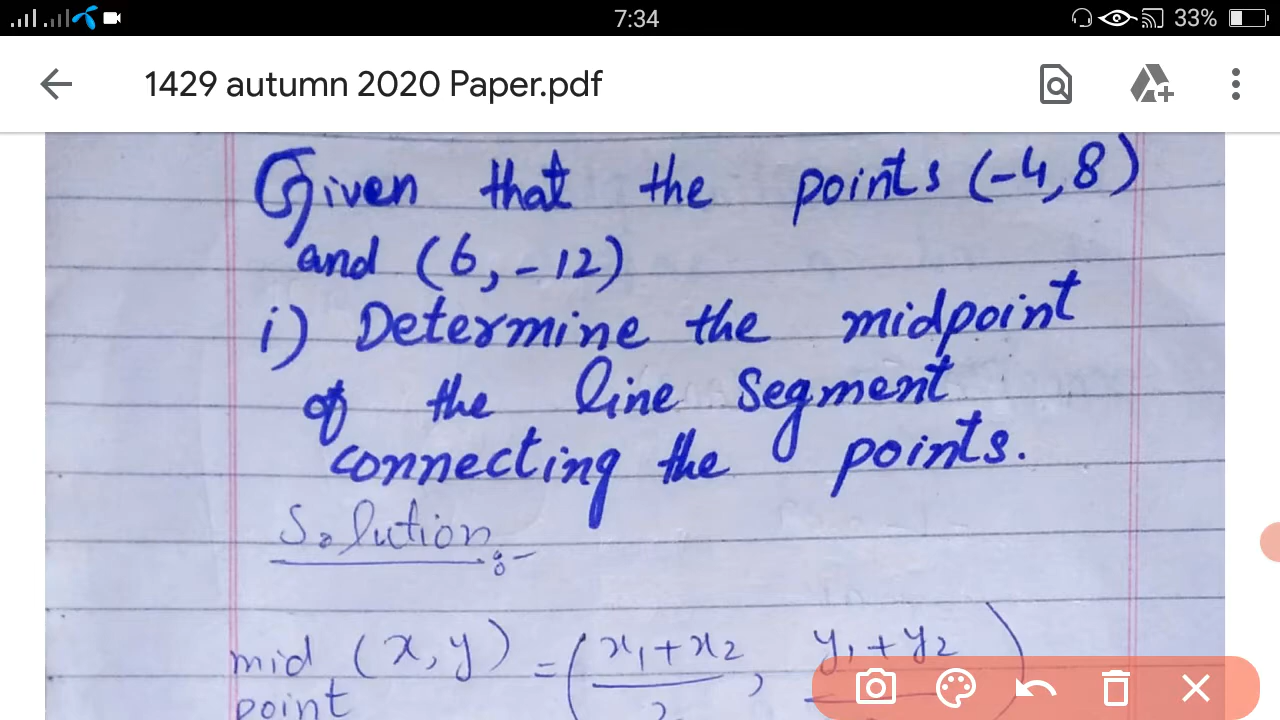 7:34
33%
1429 autumn 2020 Paper.pdf
Given that the points (-4,8)
and (6, -12)
i) Determine the midpoint
of the line segment
connecting the points.
Solution:-
mid (x, y) = (x₁+x₂ , y₁+y₂)
point 2